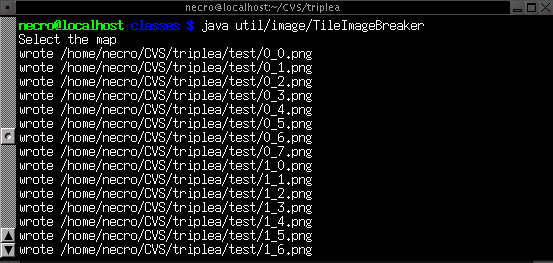 necro@localhost:~/CVS/triplea
necro@localhost classes $ java util/image/TileImageBreaker
Select the map
wrote /home/necro/CVS/triplea/test/0_0.png
wrote /home/necro/CVS/triplea/test/0_1.png
wrote /home/necro/CVS/triplea/test/0_2.png
wrote /home/necro/CVS/triplea/test/0_3.png
wrote /home/necro/CVS/triplea/test/0_4.png
wrote /home/necro/CVS/triplea/test/0_5.png
wrote /home/necro/CVS/triplea/test/0_6.png
wrote /home/necro/CVS/triplea/test/0_7.png
wrote /home/necro/CVS/triplea/test/1_0.png
wrote /home/necro/CVS/triplea/test/1_1.png
wrote /home/necro/CVS/triplea/test/1_2.png
wrote /home/necro/CVS/triplea/test/1_3.png
wrote /home/necro/CVS/triplea/test/1_4.png
wrote /home/necro/CVS/triplea/test/1_5.png
wrote /home/necro/CVS/triplea/test/1_6.png